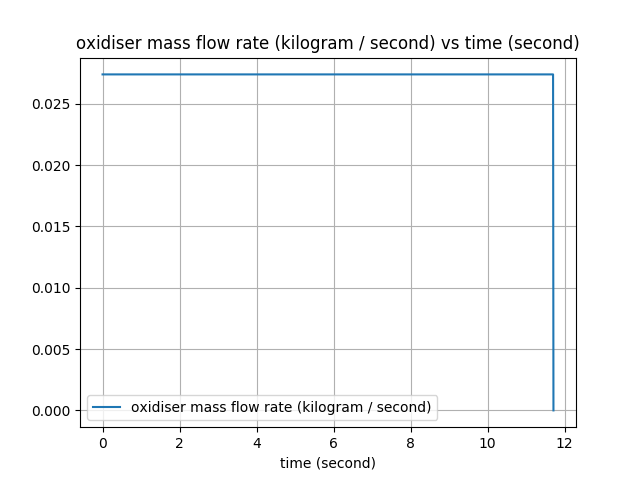 oxidiser mass flow rate (kilogram / second) vs time (second)
0.025
0.020
0.015
0.010
0.005
0.000
oxidiser mass flow rate (kilogram / second)
0 2 4 6 8 10 12
time (second)